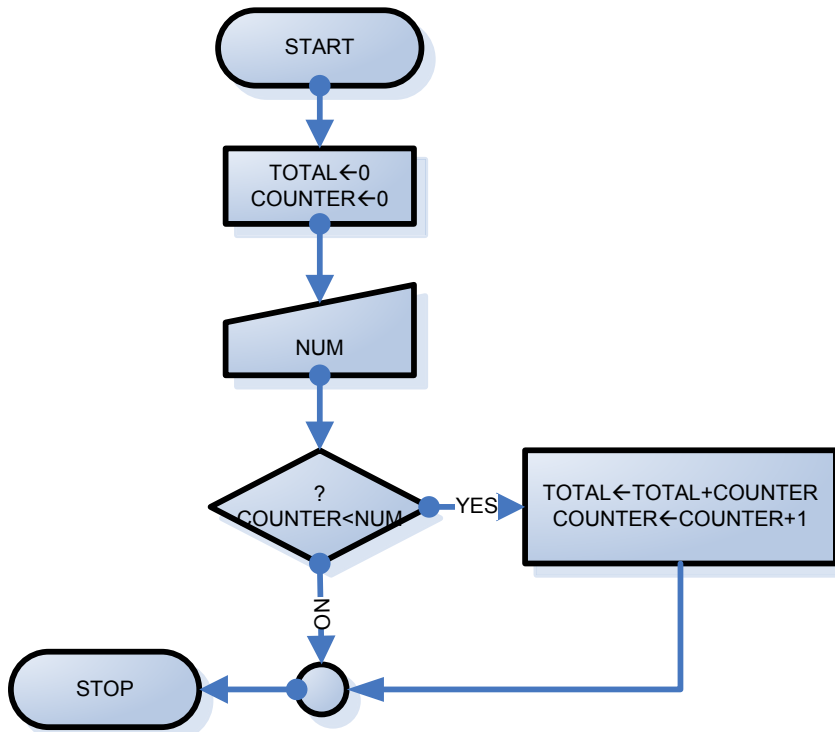 START
TOTAL←0
COUNTER←0
NUM
?
COUNTER<NUM
YES
TOTAL←TOTAL+COUNTER
COUNTER←COUNTER+1
NO
STOP